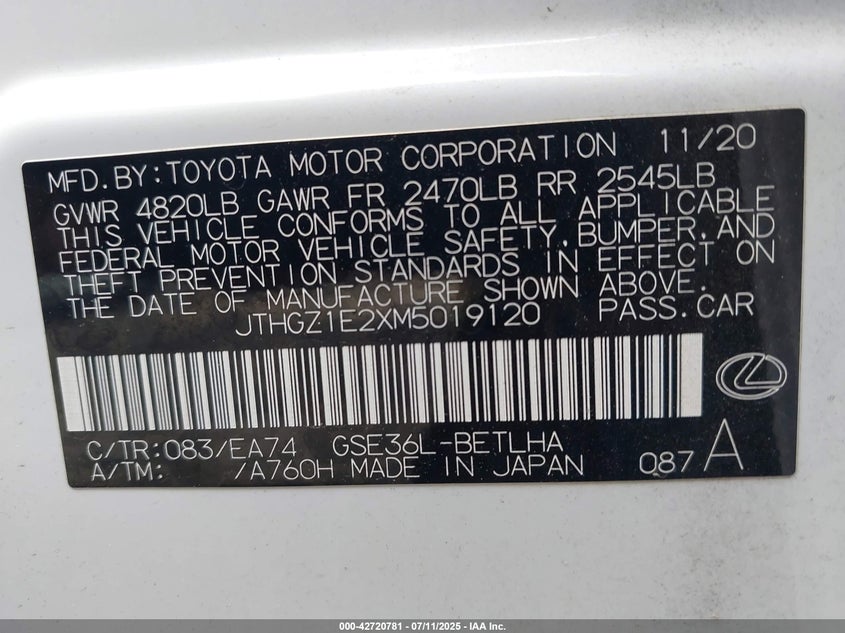 MFD. BY: TOYOTA MOTOR CORPORATION 11/20
GVWR 4820LB GAWR FR 2470LB RR 2545LB
THIS VEHICLE CONFORMS TO ALL APPLICABLE
FEDERAL MOTOR VEHICLE SAFETY, BUMPER, AND
THEFT PREVENTION STANDARDS IN EFFECT ON
THE DATE OF MANUFACTURE SHOWN ABOVE.
JTHGZ1E2XM5019120 PASS. CAR
C/TR: 083/EA74 GSE36L-BETLHA
A/TM: /A760H MADE IN JAPAN 087 A
000-42720781 - 07/11/2025 - IAA Inc.